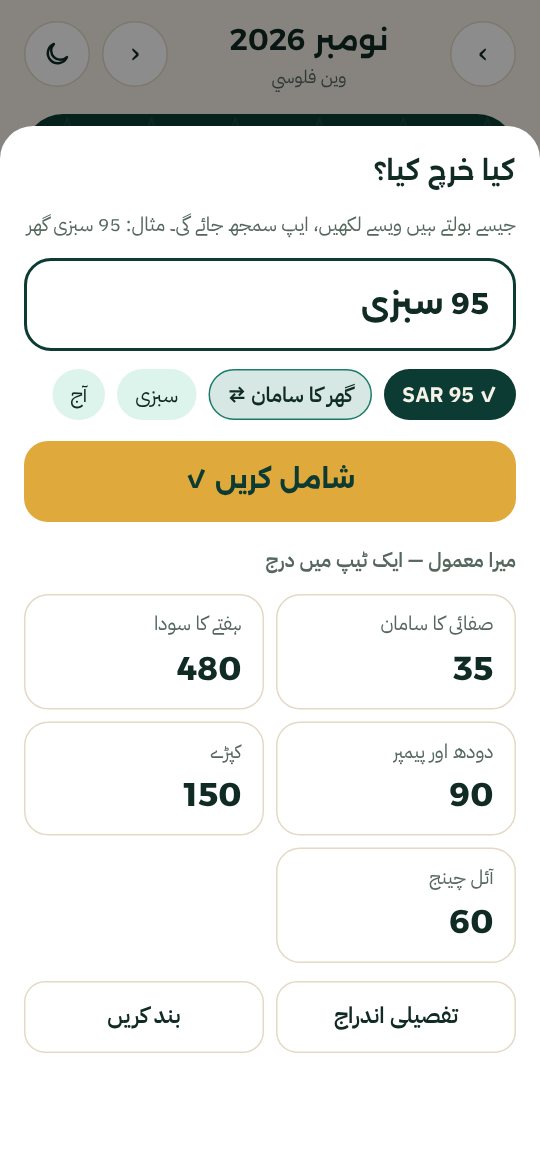 نومبر 2026
وين فلوسي
کیا خرچ کیا؟
جیسے بولتے ہیں ویسے لکھیں، ایپ سمجھ جائے گی۔ مثال: 95 سبزی گھر
95 سبزی
✓ SAR 95
گھر کا سامان ⇄
سبزی
آج
شامل کریں ✓
میرا معمول — ایک ٹیپ میں درج
صفائی کا سامان
35
ہفتے کا سودا
480
دودھ اور پیمپر
90
کپڑے
150
آئل چینج
60
تفصیلی اندراج
بند کریں